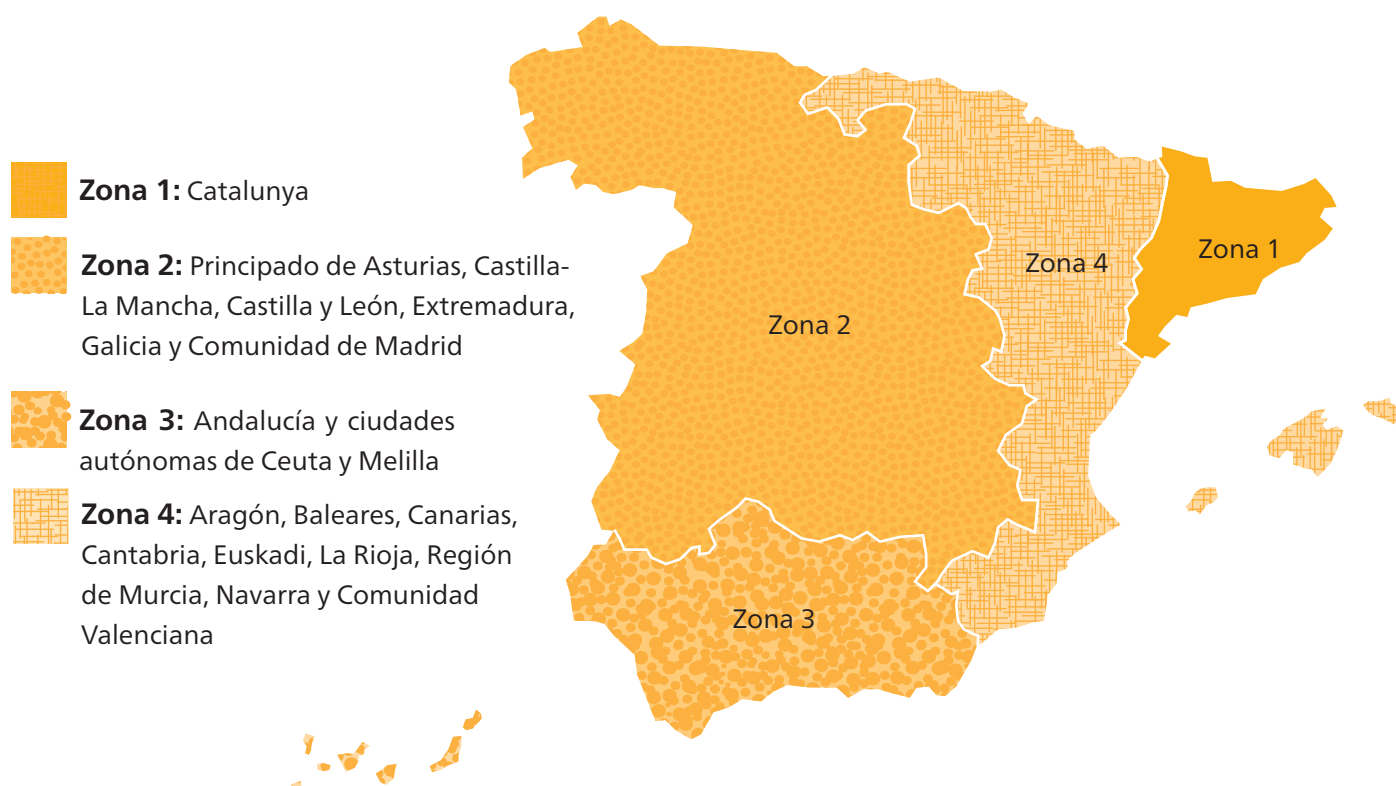 Zona 1: Catalunya
Zona 2: Principado de Asturias, Castilla-
La Mancha, Castilla y León, Extremadura,
Galicia y Comunidad de Madrid
Zona 3: Andalucía y ciudades
autónomas de Ceuta y Melilla
Zona 4: Aragón, Baleares, Canarias,
Cantabria, Euskadi, La Rioja, Región
de Murcia, Navarra y Comunidad
Valenciana
Zona 1
Zona 4
Zona 2
Zona 3